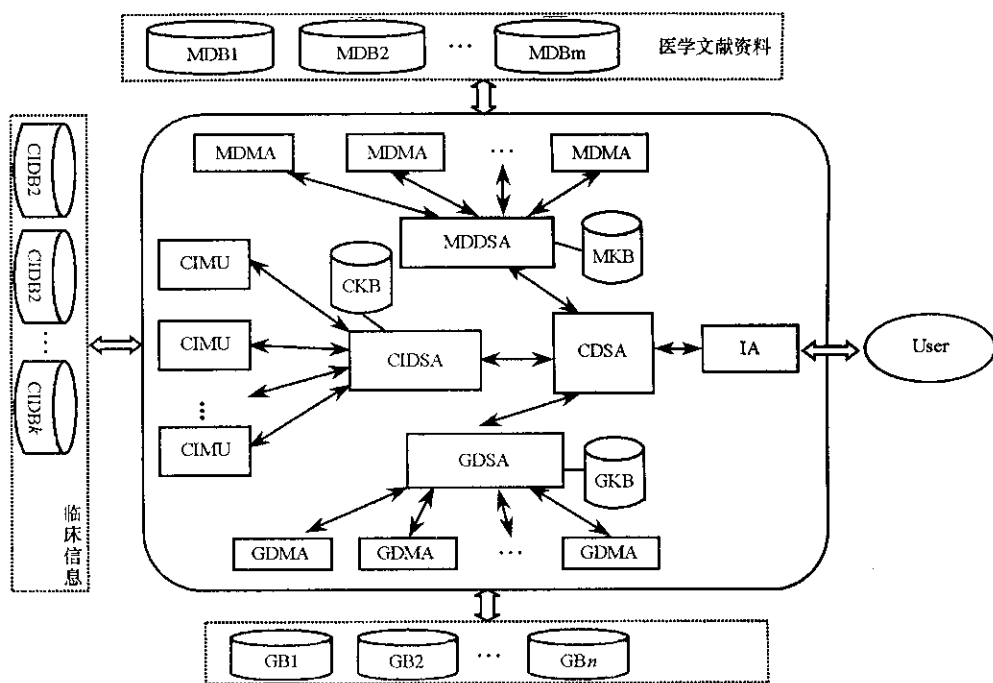 MDB1 MDB2 … MDBm 医学文献资料
CIDB2
CIDB2
…
CIDBk
临床信息
MDMA MDMA … MDMA
MDDSA MKB
CIMU
CKB
CIMU
CIDSA CDSA IA User
…
CIMU
GDSA GKB
GDMA GDMA … GDMA
GB1 GB2 … GBn